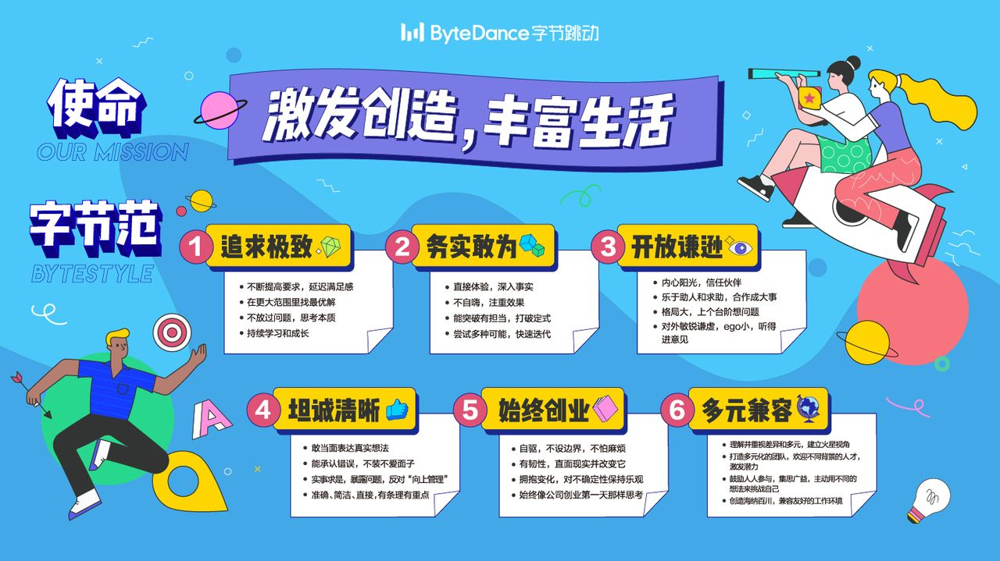 ByteDance字节跳动
使命
OUR MISSION
激发创造，丰富生活
字节范
BYTESTYLE
1 追求极致
• 不断提高要求，延迟满足感
• 在更大范围里找最优解
• 不放过问题，思考本质
• 持续学习和成长
2 务实敢为
• 直接体验，深入事实
• 不自嗨，注重效果
• 能突破有担当，打破定式
• 尝试多种可能，快速迭代
3 开放谦逊
• 内心阳光，信任伙伴
• 乐于助人和求助，合作成大事
• 格局大，上个台阶想问题
• 对外敏锐谦虚，ego小，听得
进意见
4 坦诚清晰
• 敢当面表达真实想法
• 能承认错误，不装不爱面子
• 实事求是，暴露问题，反对“向上管理”
• 准确、简洁、直接，有条理有重点
5 始终创业
• 自驱，不设边界，不怕麻烦
• 有韧性，直面现实并改变它
• 拥抱变化，对不确定性保持乐观
• 始终像公司创业第一天那样思考
6 多元兼容
• 理解并重视差异和多元，建立火星视角
• 打造多元化的团队，欢迎不同背景的人才，
激发潜力
• 鼓励人人参与，集思广益，主动用不同的
想法来挑战自己
• 创造海纳百川，兼容友好的工作环境
A